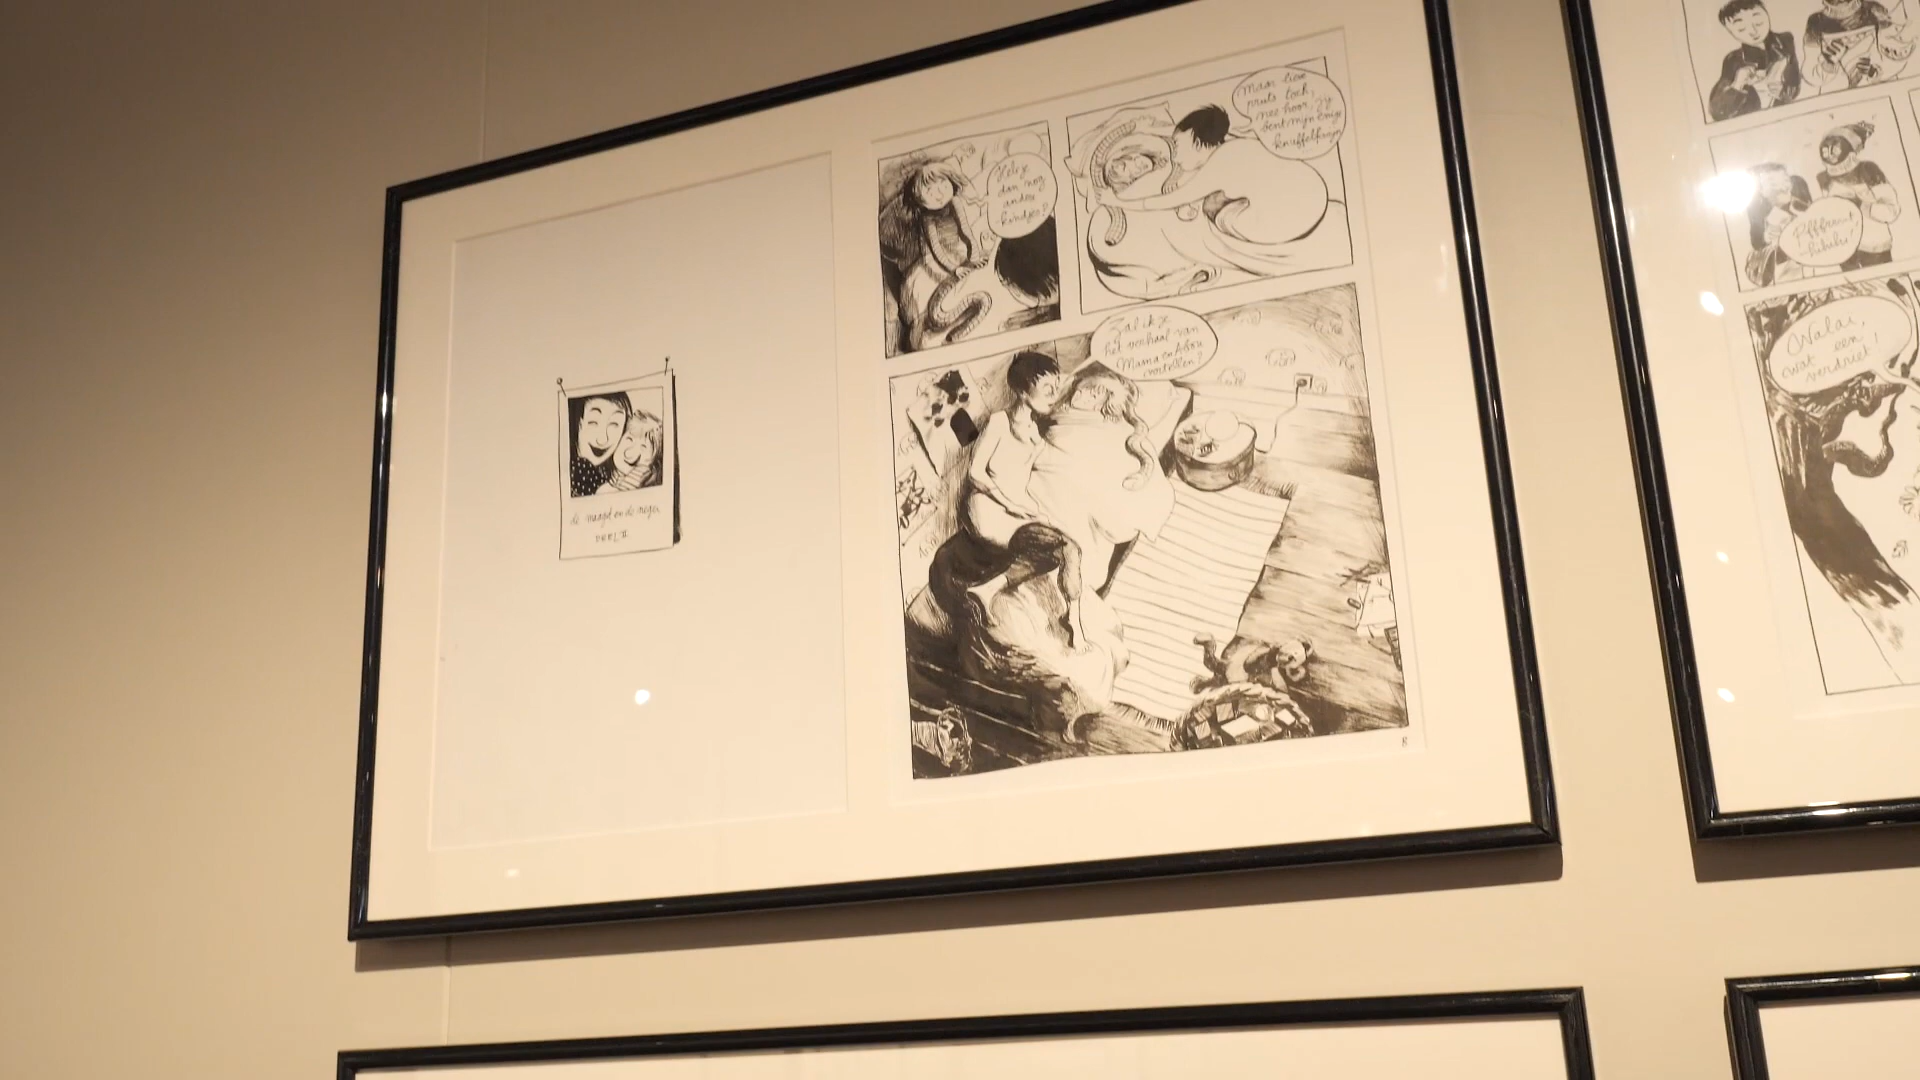 de maagd en de neger
DEEL II
Heb je
dan nog
andere
kindjes?
Maar lieve
pruts toch,
nee hoor, jij
bent mijn enige
knuffelkonijn
Zal ik je
het verhaal van
Mama en Abou
vertellen?
8
Pffrrrt
hihihi!
Walai,
wat een
verdriet!